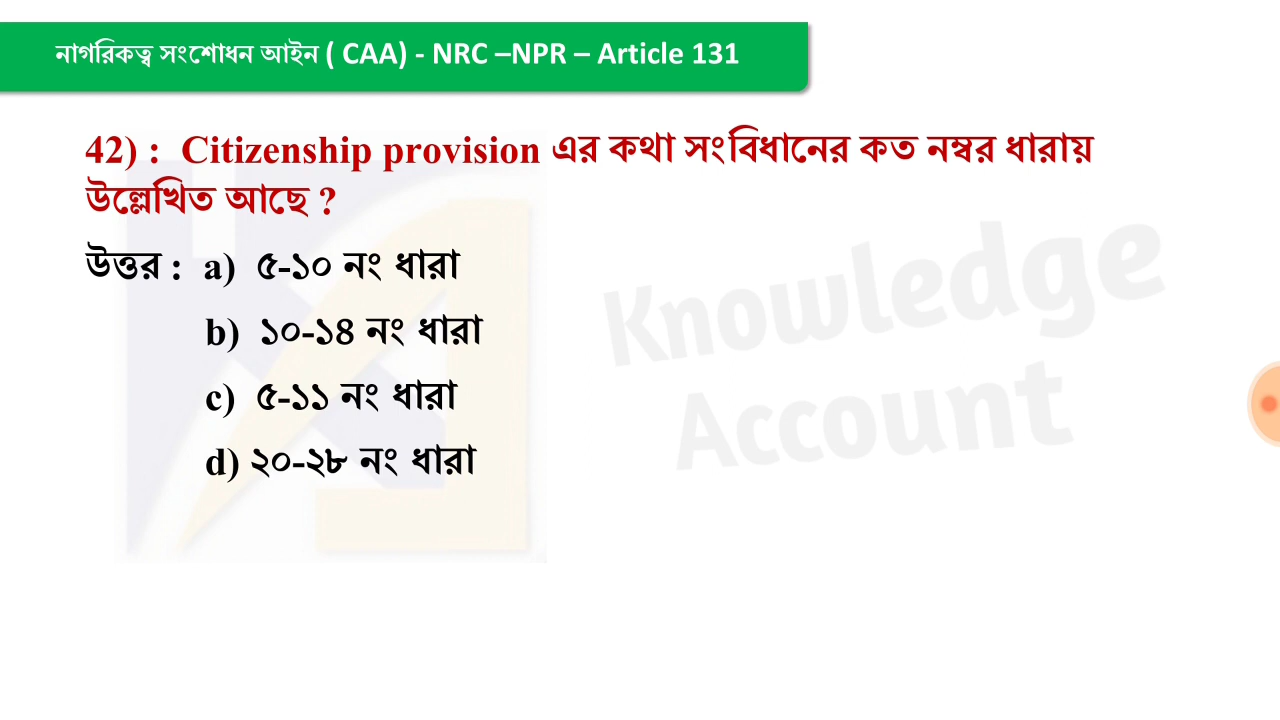 নাগরিকত্ব সংশোধন আইন ( CAA) - NRC –NPR – Article 131
42) : Citizenship provision এর কথা সংবিধানের কত নম্বর ধারায়
উল্লেখিত আছে ?
উত্তর : a) ৫-১০ নং ধারা
b) ১০-১৪ নং ধারা
c) ৫-১১ নং ধারা
d) ২০-২৮ নং ধারা
Knowledge
Account